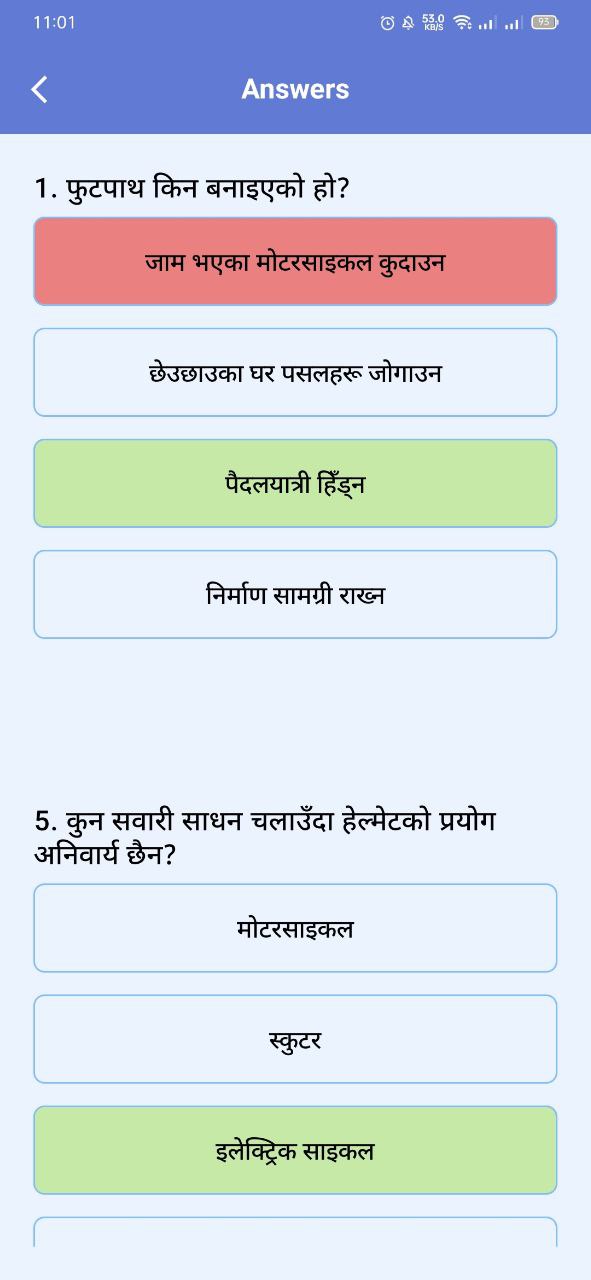 11:01
53.0
KB/S
93
Answers
1. फुटपाथ किन बनाइएको हो?
जाम भएका मोटरसाइकल कुदाउन
छेउछाउका घर पसलहरू जोगाउन
पैदलयात्री हिँड्न
निर्माण सामग्री राख्न
5. कुन सवारी साधन चलाउँदा हेल्मेटको प्रयोग
अनिवार्य छैन?
मोटरसाइकल
स्कुटर
इलेक्ट्रिक साइकल